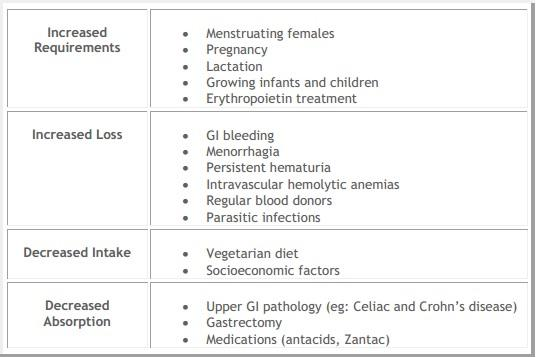 Increased
Requirements
• Menstruating females
• Pregnancy
• Lactation
• Growing infants and children
• Erythropoietin treatment
Increased Loss
• GI bleeding
• Menorrhagia
• Persistent hematuria
• Intravascular hemolytic anemias
• Regular blood donors
• Parasitic infections
Decreased Intake
• Vegetarian diet
• Socioeconomic factors
Decreased
Absorption
• Upper GI pathology (eg: Celiac and Crohn's disease)
• Gastrectomy
• Medications (antacids, Zantac)